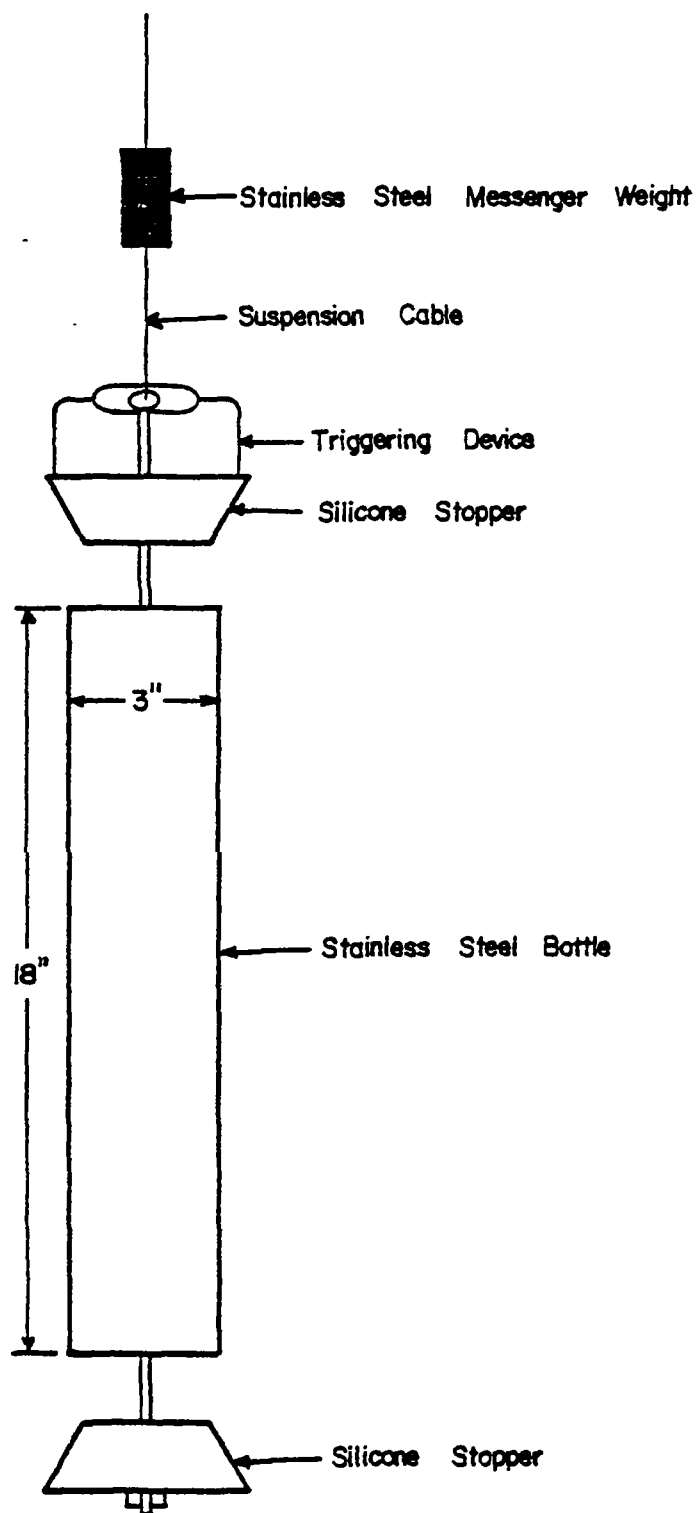 Stainless Steel Messenger Weight
Suspension Cable
Triggering Device
Silicone Stopper
3"
Stainless Steel Bottle
18"
Silicone Stopper